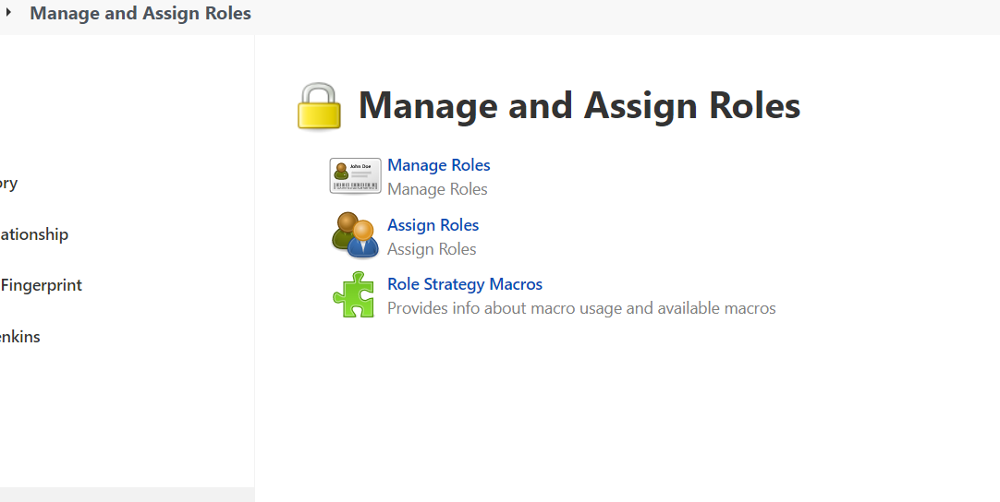 Manage and Assign Roles
ory
ationship
Fingerprint
enkins
Manage and Assign Roles
John Doe
Manage Roles
Manage Roles
Assign Roles
Assign Roles
Role Strategy Macros
Provides info about macro usage and available macros